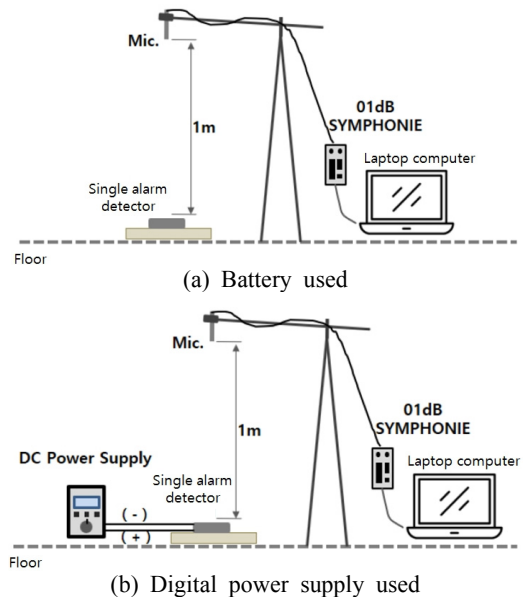 Mic.
1m
01dB
SYMPHONIE
Laptop computer
Single alarm
detector
Floor
(a) Battery used
Mic.
1m
01dB
SYMPHONIE
DC Power Supply
Laptop computer
Single alarm
detector
(-)
(+)
Floor
(b) Digital power supply used